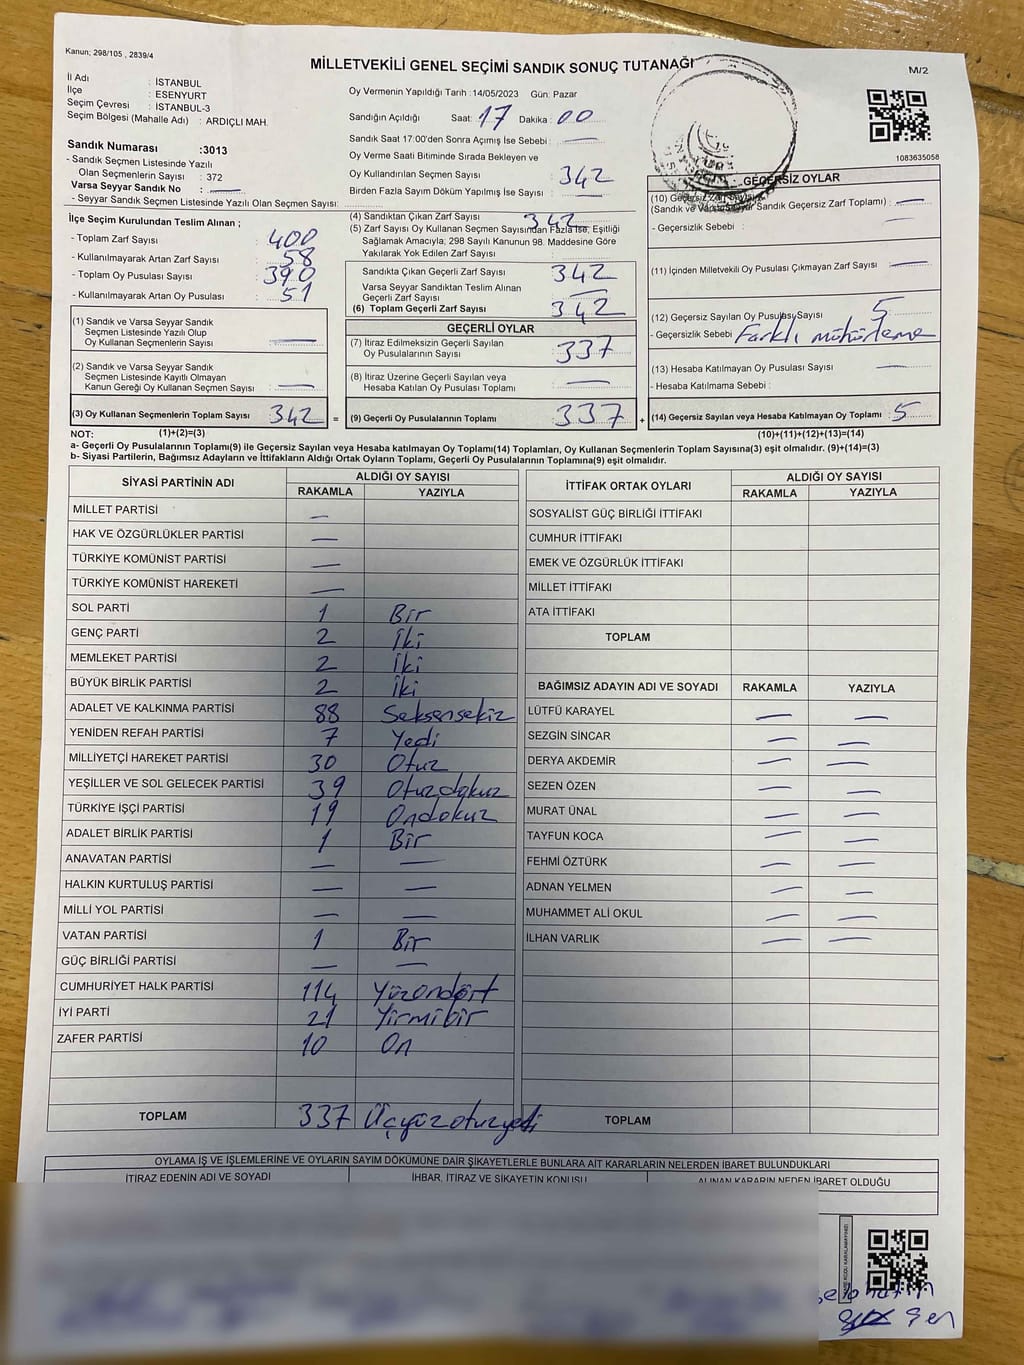 Kanun; 298/105 , 2839/4
MİLLETVEKİLİ GENEL SEÇİMİ SANDIK SONUÇ TUTANAĞI
M/2
İl Adı : İSTANBUL
İlçe : ESENYURT
Seçim Çevresi : İSTANBUL-3
Seçim Bölgesi (Mahalle Adı) : ARDIÇLI MAH.
Sandık Numarası :3013
- Sandık Seçmen Listesinde Yazılı
Olan Seçmenlerin Sayısı : 372
Varsa Seyyar Sandık No : —
- Seyyar Sandık Seçmen Listesinde Yazılı Olan Seçmen Sayısı:
Oy Vermenin Yapıldığı Tarih : 14/05/2023 Gün: Pazar
Sandığın Açıldığı Saat: 17 Dakika : 00
Sandık Saat 17:00'den Sonra Açımış İse Sebebi : —
Oy Verme Saati Bitiminde Sırada Bekleyen ve
Oy Kullandırılan Seçmen Sayısı : 342
Birden Fazla Sayım Döküm Yapılmış İse Sayısı : —
1083635058
İlçe Seçim Kurulundan Teslim Alınan ;
- Toplam Zarf Sayısı : 400
- Kullanılmayarak Artan Zarf Sayısı : 58
- Toplam Oy Pusulası Sayısı : 390
- Kullanılmayarak Artan Oy Pusulası : 51
(4) Sandıktan Çıkan Zarf Sayısı 342
(5) Zarf Sayısı Oy Kullanan Seçmen Sayısından Fazla İse, Eşitliği
Sağlamak Amacıyla; 298 Sayılı Kanunun 98. Maddesine Göre
Yakılarak Yok Edilen Zarf Sayısı :
Sandıkta Çıkan Geçerli Zarf Sayısı : 342
Varsa Seyyar Sandıktan Teslim Alınan
Geçerli Zarf Sayısı : —
(6) Toplam Geçerli Zarf Sayısı : 342
GEÇERSİZ OYLAR
(10) Geçersiz Zarf Sayısı
(Sandık ve Varsa Seyyar Sandık Geçersiz Zarf Toplamı) : —
- Geçersizlik Sebebi :
(11) İçinden Milletvekili Oy Pusulası Çıkmayan Zarf Sayısı : —
(12) Geçersiz Sayılan Oy Pusulası Sayısı : 5
- Geçersizlik Sebebi : Farklı mühürleme
(13) Hesaba Katılmayan Oy Pusulası Sayısı : —
- Hesaba Katılmama Sebebi :
(1) Sandık ve Varsa Seyyar Sandık
Seçmen Listesinde Yazılı Olup
Oy Kullanan Seçmenlerin Sayısı : —
(2) Sandık ve Varsa Seyyar Sandık
Seçmen Listesinde Kayıtlı Olmayan
Kanun Gereği Oy Kullanan Seçmen Sayısı : —
GEÇERLİ OYLAR
(7) İtiraz Edilmeksizin Geçerli Sayılan
Oy Pusulalarının Sayısı : 337
(8) İtiraz Üzerine Geçerli Sayılan veya
Hesaba Katılan Oy Pusulası Toplamı : —
(3) Oy Kullanan Seçmenlerin Toplam Sayısı : 342 = (9) Geçerli Oy Pusulalarının Toplamı : 337 + (14) Geçersiz Sayılan veya Hesaba Katılmayan Oy Toplamı : 5
NOT: (1)+(2)=(3) (10)+(11)+(12)+(13)=(14)
a- Geçerli Oy Pusulalarının Toplamı(9) ile Geçersiz Sayılan veya Hesaba katılmayan Oy Toplamı(14) Toplamları, Oy Kullanan Seçmenlerin Toplam Sayısına(3) eşit olmalıdır. (9)+(14)=(3)
b- Siyasi Partilerin, Bağımsız Adayların ve İttifakların Aldığı Ortak Oyların Toplamı, Geçerli Oy Pusulalarının Toplamına(9) eşit olmalıdır.
SİYASİ PARTİNİN ADI ALDIĞI OY SAYISI
RAKAMLA YAZIYLA
MİLLET PARTİSİ —
HAK VE ÖZGÜRLÜKLER PARTİSİ —
TÜRKİYE KOMÜNİST PARTİSİ —
TÜRKİYE KOMÜNİST HAREKETİ —
SOL PARTİ 1 Bir
GENÇ PARTİ 2 İki
MEMLEKET PARTİSİ 2 İki
BÜYÜK BİRLİK PARTİSİ 2 İki
ADALET VE KALKINMA PARTİSİ 88 Seksensekiz
YENİDEN REFAH PARTİSİ 7 Yedi
MİLLİYETÇİ HAREKET PARTİSİ 30 Otuz
YEŞİLLER VE SOL GELECEK PARTİSİ 39 Otuzdokuz
TÜRKİYE İŞÇİ PARTİSİ 19 Ondokuz
ADALET BİRLİK PARTİSİ 1 Bir
ANAVATAN PARTİSİ — —
HALKIN KURTULUŞ PARTİSİ — —
MİLLİ YOL PARTİSİ — —
VATAN PARTİSİ 1 Bir
GÜÇ BİRLİĞİ PARTİSİ — —
CUMHURİYET HALK PARTİSİ 114 Yüzondört
İYİ PARTİ 21 Yirmibir
ZAFER PARTİSİ 10 On
TOPLAM 337 Üçyüzotuzyedi
İTTİFAK ORTAK OYLARI ALDIĞI OY SAYISI
RAKAMLA YAZIYLA
SOSYALİST GÜÇ BİRLİĞİ İTTİFAKI
CUMHUR İTTİFAKI
EMEK VE ÖZGÜRLÜK İTTİFAKI
MİLLET İTTİFAKI
ATA İTTİFAKI
TOPLAM
BAĞIMSIZ ADAYIN ADI VE SOYADI RAKAMLA YAZIYLA
LÜTFÜ KARAYEL — —
SEZGİN SİNCAR — —
DERYA AKDEMİR — —
SEZEN ÖZEN — —
MURAT ÜNAL — —
TAYFUN KOCA — —
FEHMİ ÖZTÜRK — —
ADNAN YELMEN — —
MUHAMMET ALİ OKUL — —
İLHAN VARLIK — —
TOPLAM
OYLAMA İŞ VE İŞLEMLERİNE VE OYLARIN SAYIM DÖKÜMÜNE DAİR ŞİKAYETLERLE BUNLARA AİT KARARLARIN NELERDEN İBARET BULUNDUKLARI
İTİRAZ EDENİN ADI VE SOYADI İHBAR, İTİRAZ VE ŞİKAYETİN KONUSU ALINAN KARARIN NEDEN İBARET OLDUĞU